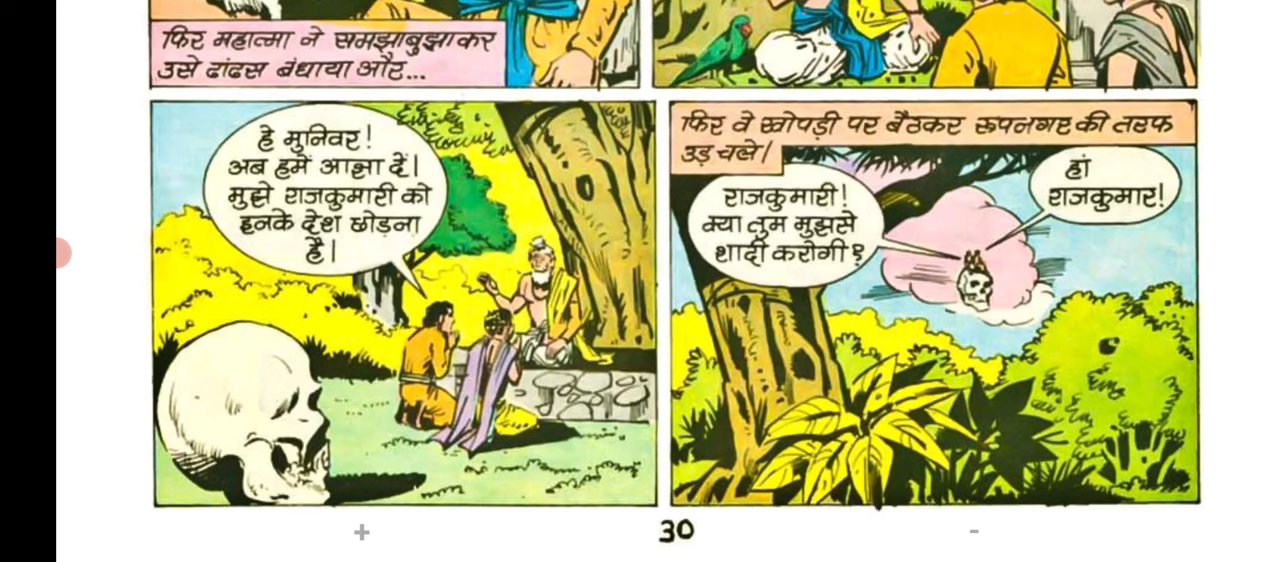 फिर महात्मा ने समझाबुझाकर
उसे ढांढस बंधाया और...
हे मुनिवर!
अब हमें आज्ञा दें।
मुझे राजकुमारी को
इनके देश छोड़ना
है।
फिर वे खोपड़ी पर बैठकर रूपनगर की तरफ
उड़ चले।
राजकुमारी!
क्या तुम मुझसे
शादी करोगी?
हां
राजकुमार!
+
30
-